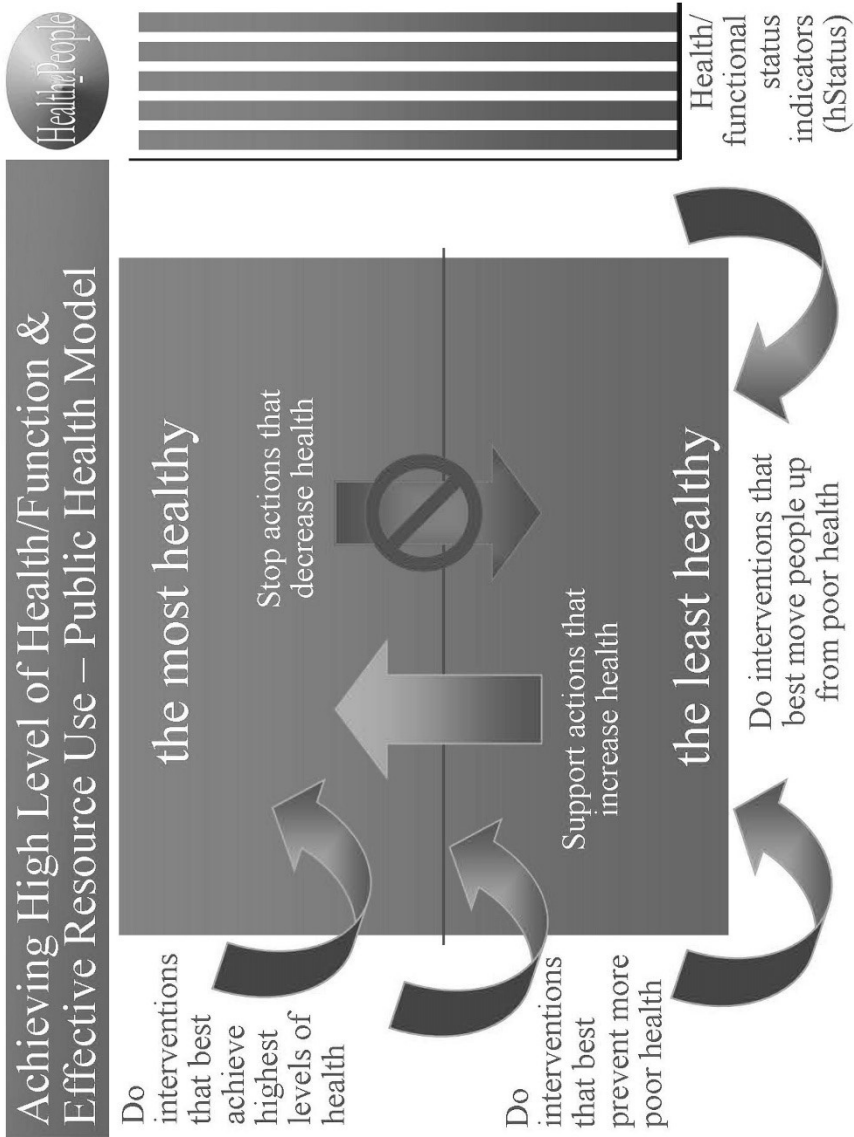 Achieving High Level of Health/Function &
Effective Resource Use – Public Health Model
HealthePeople
Do
interventions
that best
achieve
highest
levels of
health
Do
interventions
that best
prevent more
poor health
the most healthy
Stop actions that
decrease health
Support actions that
increase health
the least healthy
Do interventions that
best move people up
from poor health
Health/
functional
status
indicators
(hStatus)